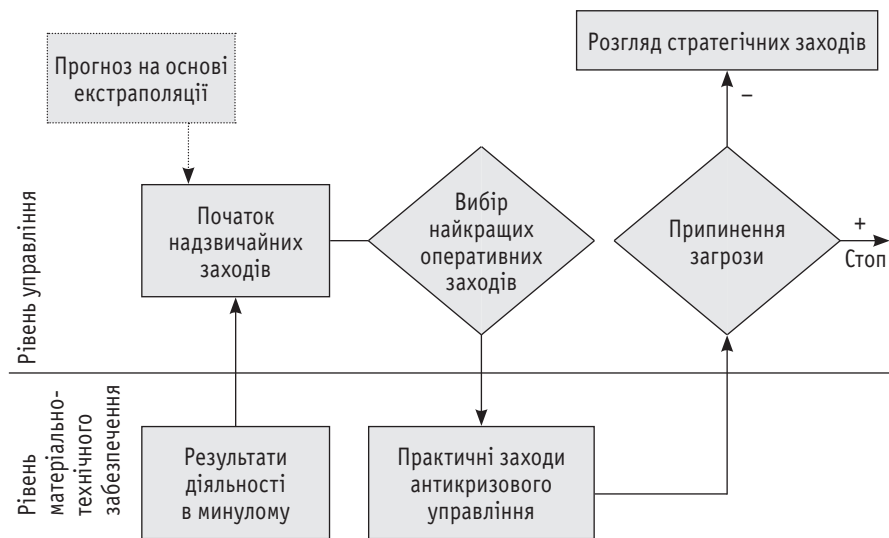 Прогноз на основі
екстраполяції
Розгляд стратегічних заходів
–
Рівень управління
Початок
надзвичайних
заходів
Вибір
найкращих
оперативних
заходів
Припинення
загрози
+
Стоп
Рівень
матеріально-
технічного
забезпечення
Результати
діяльності
в минулому
Практичні заходи
антикризового
управління